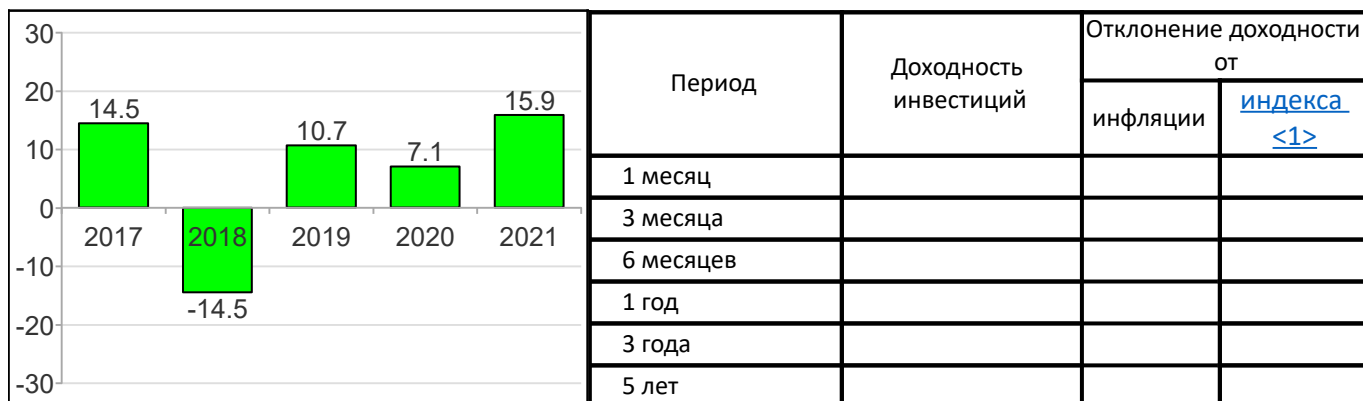 30
20
10
0
-10
-20
-30
14.5
-14.5
10.7
7.1
15.9
2017
2018
2019
2020
2021
Период
Доходность
инвестиций
Отклонение доходности
от
инфляции
индекса
<1>
1 месяц
3 месяца
6 месяцев
1 год
3 года
5 лет